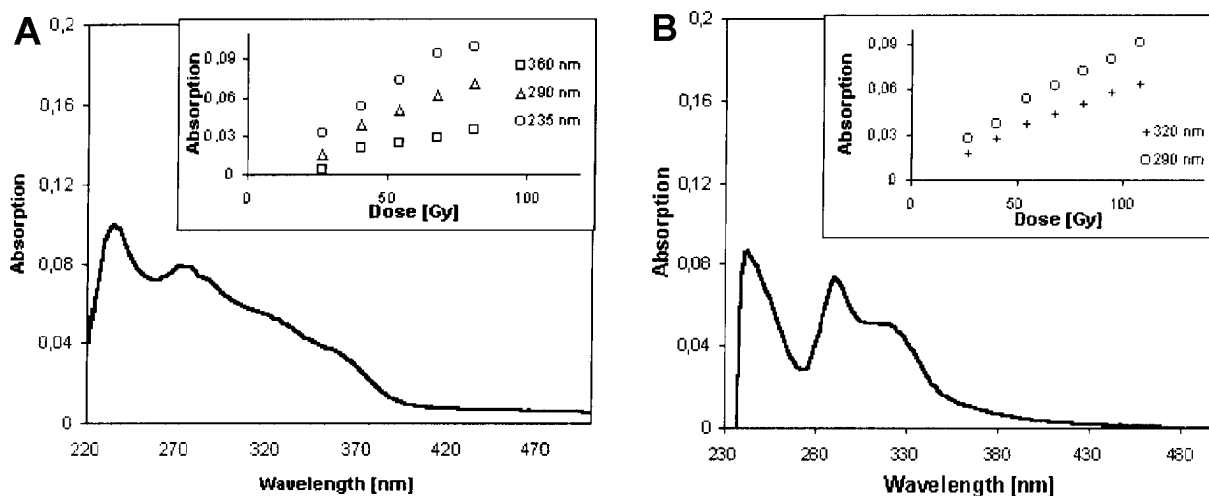 A
0,2
0,16
0,12
0,08
0,04
0
Absorption
220 270 320 370 420 470
Wavelength [nm]
0,09
0,06
0,03
0
Absorption
0 50 100
Dose [Gy]
360 nm
290 nm
235 nm
B
0,2
0,16
0,12
0,08
0,04
0
Absorption
230 280 330 380 430 480
Wavelength [nm]
0,09
0,06
0,03
0
Absorption
0 50 100
Dose [Gy]
320 nm
290 nm